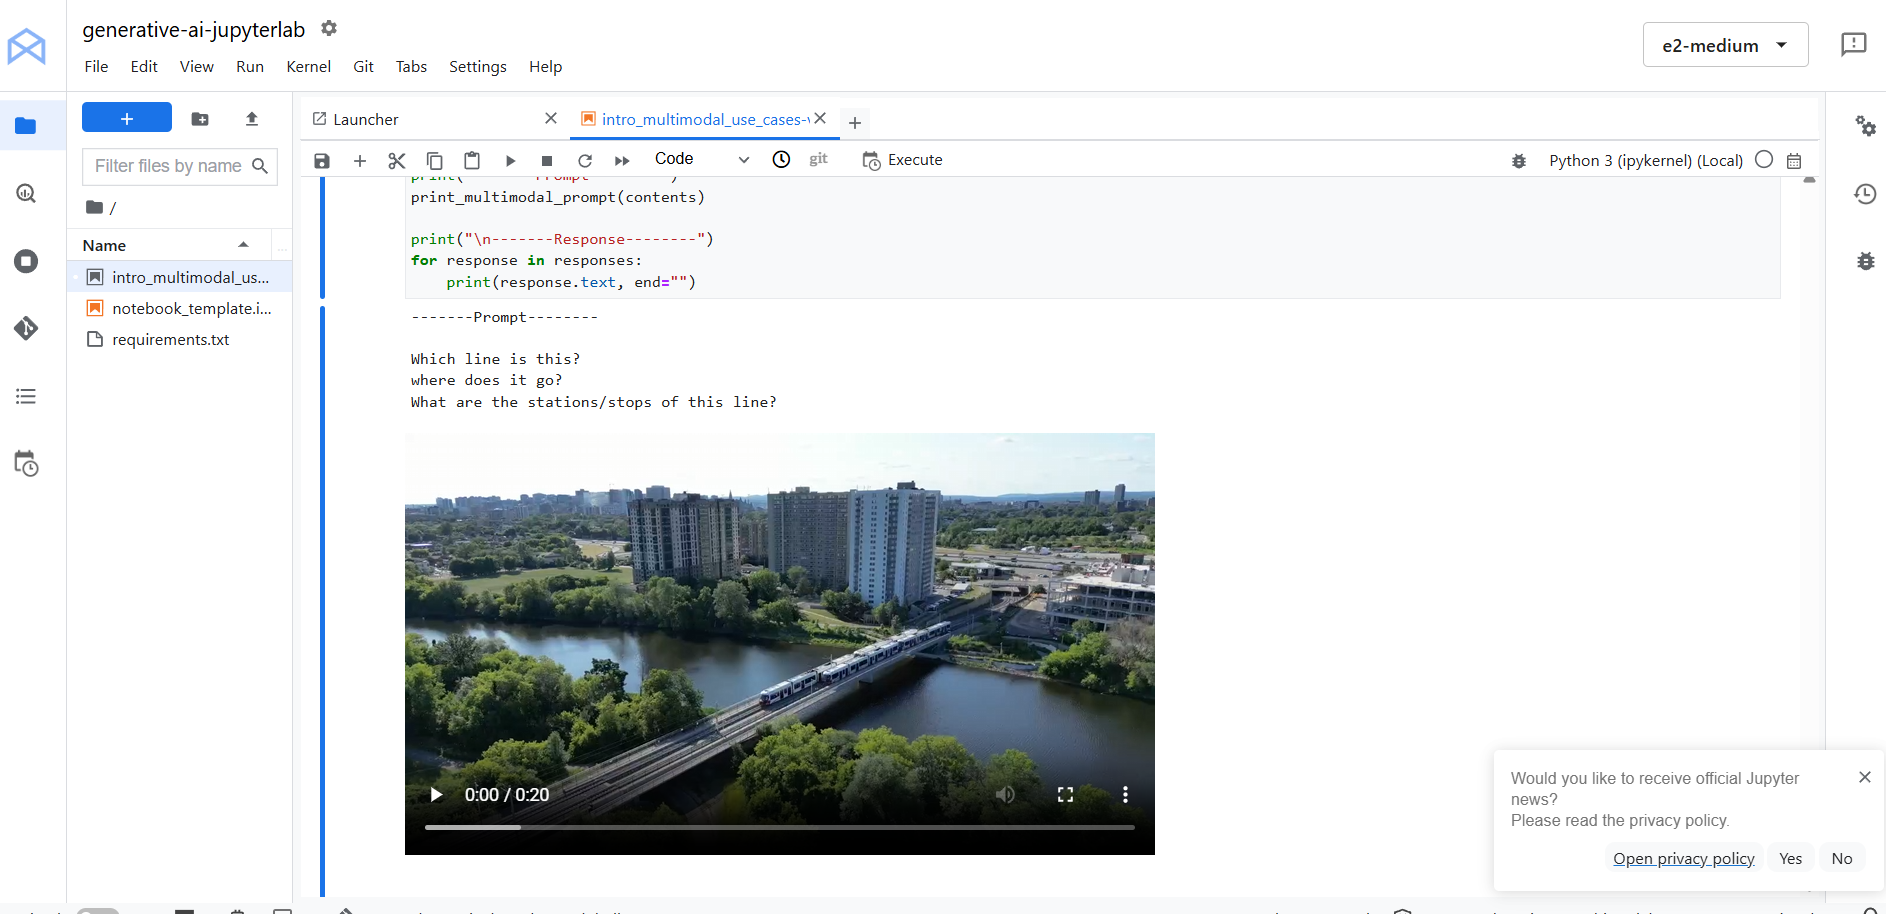 generative-ai-jupyterlab
e2-medium
File Edit View Run Kernel Git Tabs Settings Help
+
Filter files by name
/
Name
intro_multimodal_us...
notebook_template.i...
requirements.txt
Launcher
intro_multimodal_use_cases-v
Code
git
Execute
Python 3 (ipykernel) (Local)
print_multimodal_prompt(contents)
print("\n-------Response--------")
for response in responses:
print(response.text, end="")
-------Prompt--------
Which line is this?
where does it go?
What are the stations/stops of this line?
0:00 / 0:20
Would you like to receive official Jupyter
news?
Please read the privacy policy.
Open privacy policy Yes No